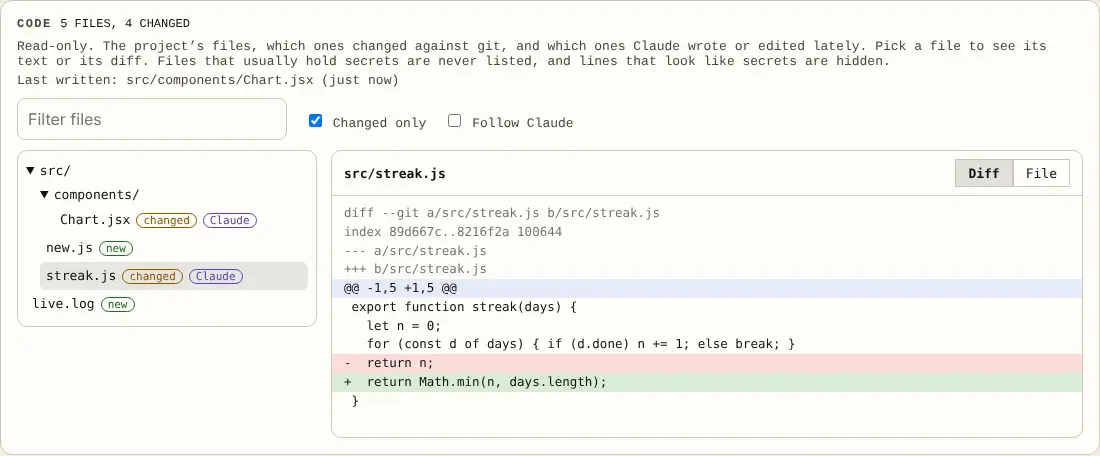 CODE 5 FILES, 4 CHANGED
Read-only. The project’s files, which ones changed against git, and which ones Claude wrote or edited lately. Pick a file to see its
text or its diff. Files that usually hold secrets are never listed, and lines that look like secrets are hidden.
Last written: src/components/Chart.jsx (just now)
Filter files
Changed only
Follow Claude
▼ src/
▼ components/
Chart.jsx changed Claude
new.js new
streak.js changed Claude
live.log new
src/streak.js
Diff File
diff --git a/src/streak.js b/src/streak.js
index 89d667c..8216f2a 100644
--- a/src/streak.js
+++ b/src/streak.js
@@ -1,5 +1,5 @@
 export function streak(days) {
   let n = 0;
   for (const d of days) { if (d.done) n += 1; else break; }
-  return n;
+  return Math.min(n, days.length);
 }